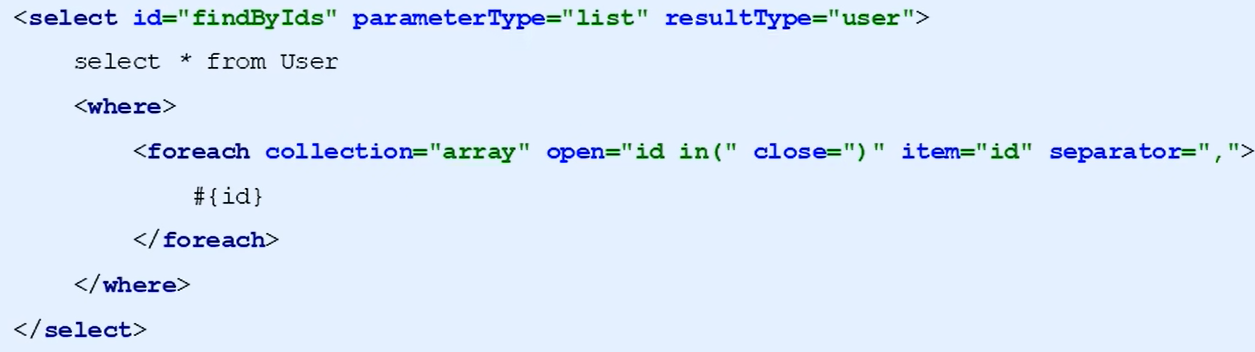 <select id="findByIds" parameterType="list" resultType="user">
    select * from User
    <where>
        <foreach collection="array" open="id in(" close=")" item="id" separator=",">
            #{id}
        </foreach>
    </where>
</select>